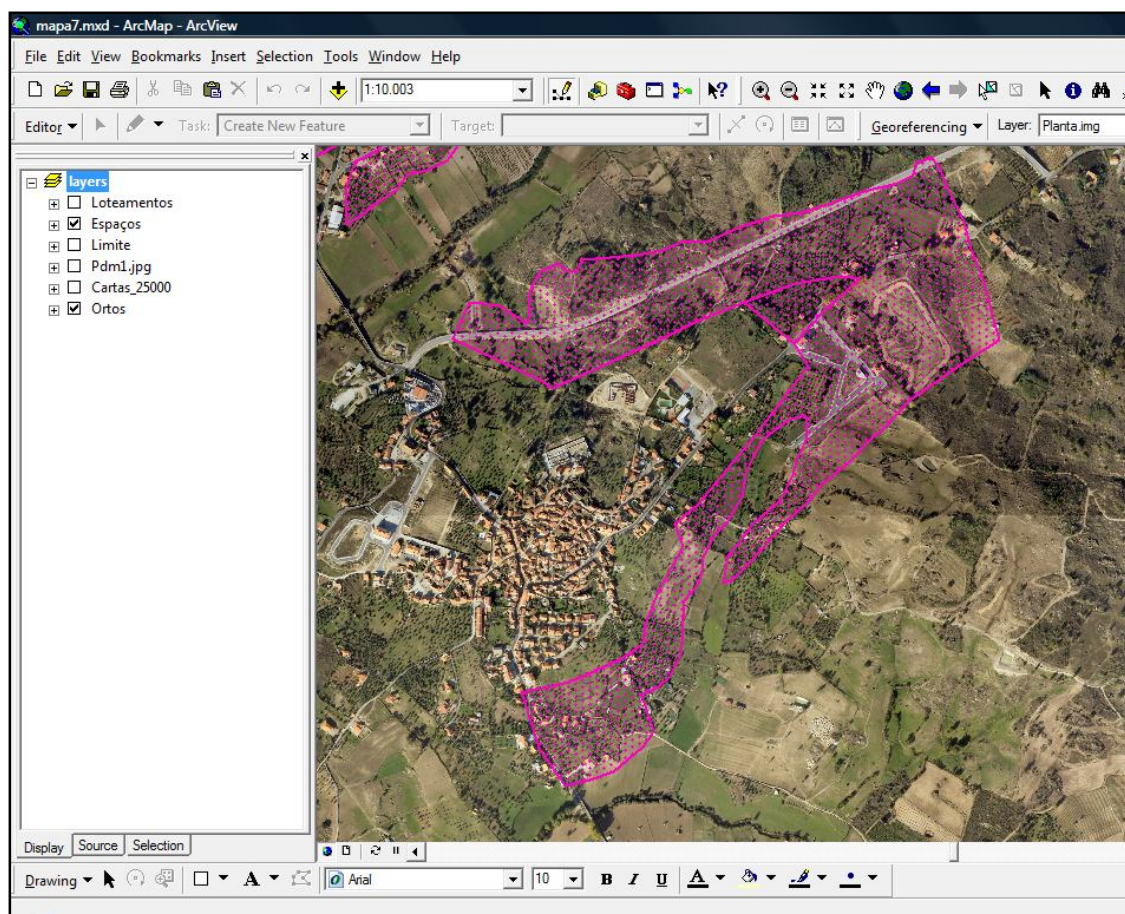 mapa7.mxd - ArcMap - ArcView
File Edit View Bookmarks Insert Selection Tools Window Help
1:10.003
Editor Task: Create New Feature Target: Georeferencing Layer: Planta.img
layers
Loteamentos
Espaços
Limite
Pdm1.jpg
Cartas_25000
Ortos
Display Source Selection
Drawing A Arial 10 B I U A